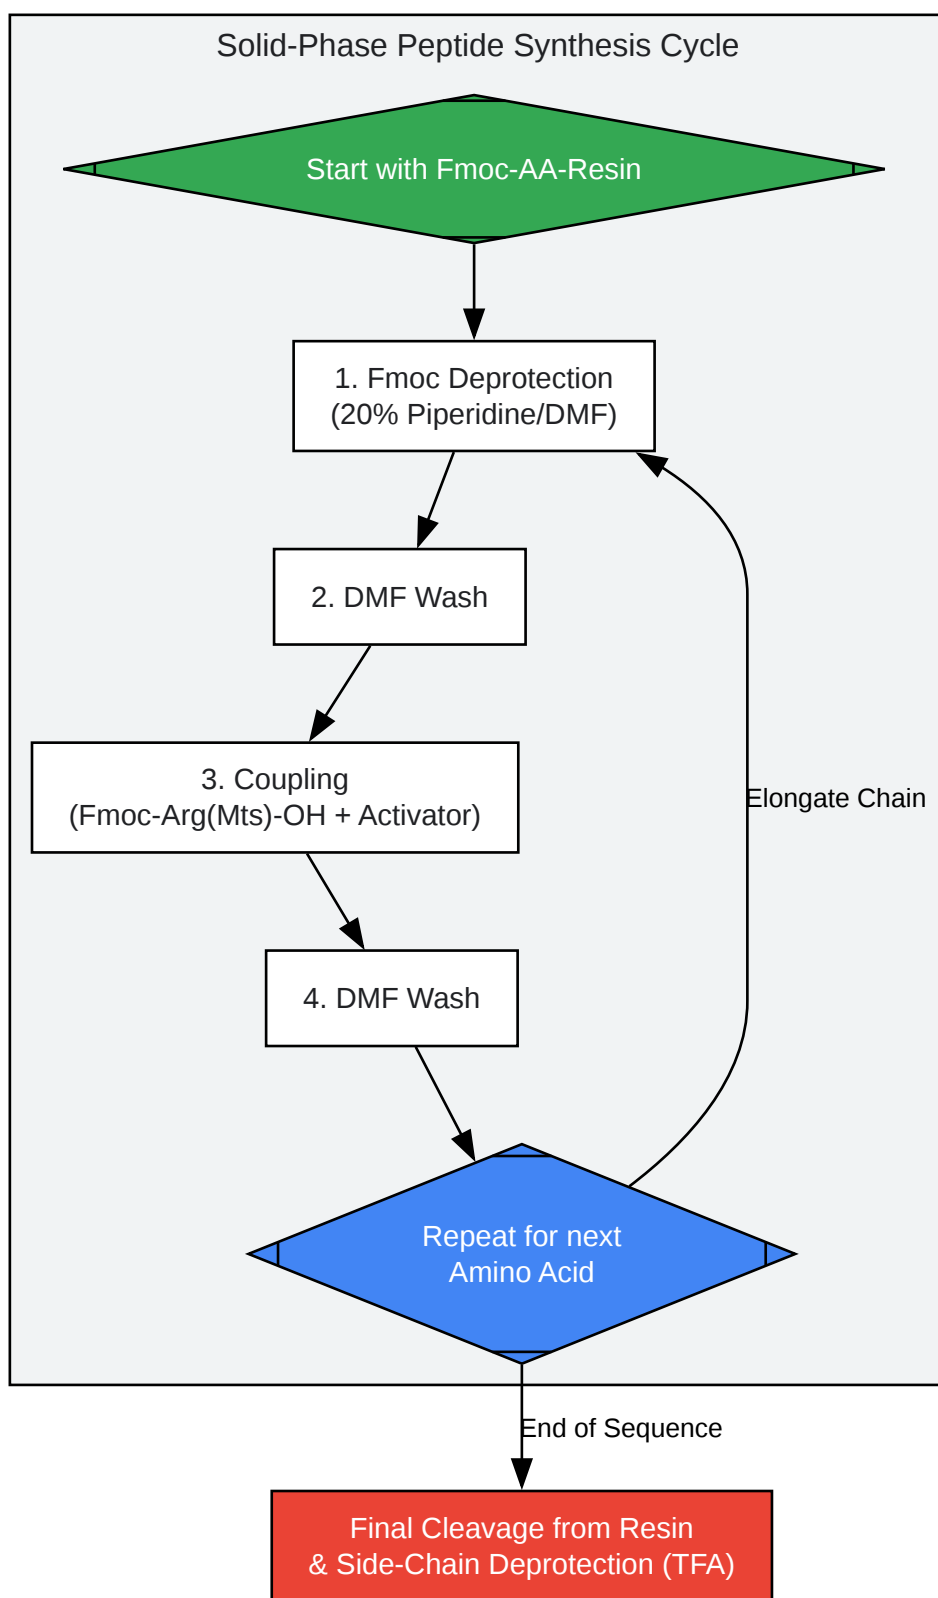 Solid-Phase Peptide Synthesis Cycle
Start with Fmoc-AA-Resin
1. Fmoc Deprotection
(20% Piperidine/DMF)
2. DMF Wash
3. Coupling
(Fmoc-Arg(Mts)-OH + Activator)
Elongate Chain
4. DMF Wash
Repeat for next
Amino Acid
End of Sequence
Final Cleavage from Resin
& Side-Chain Deprotection (TFA)